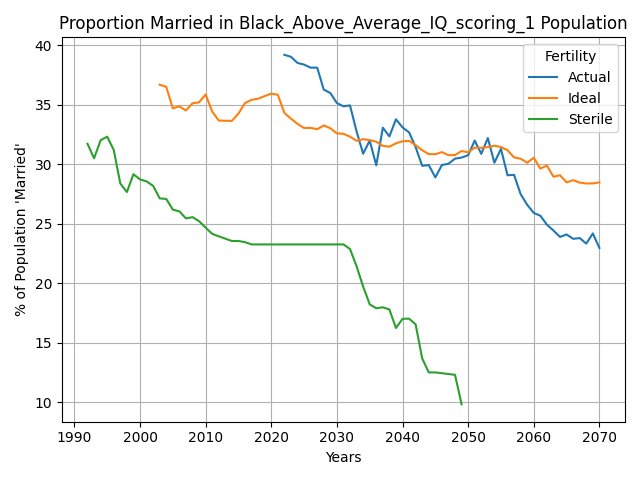 Proportion Married in Black_Above_Average_IQ_scoring_1 Population
Fertility
Actual
Ideal
Sterile
% of Population 'Married'
40
35
30
25
20
15
10
1990 2000 2010 2020 2030 2040 2050 2060 2070
Years